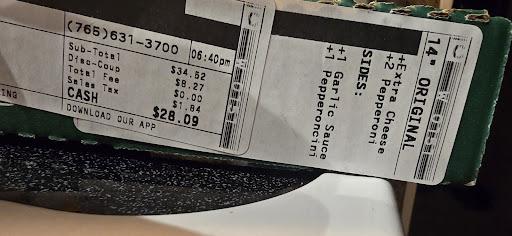 (765)631-3700 06:40pm
Sub-Total $34.52
Disc-Coup $8.27
Total Fee $0.00
Sales Tax $1.84
CASH $28.09
ING DOWNLOAD OUR APP
14" ORIGINAL
+Extra Cheese
+2 Pepperoni
SIDES:
+1 Garlic Sauce
+1 Pepperoncini